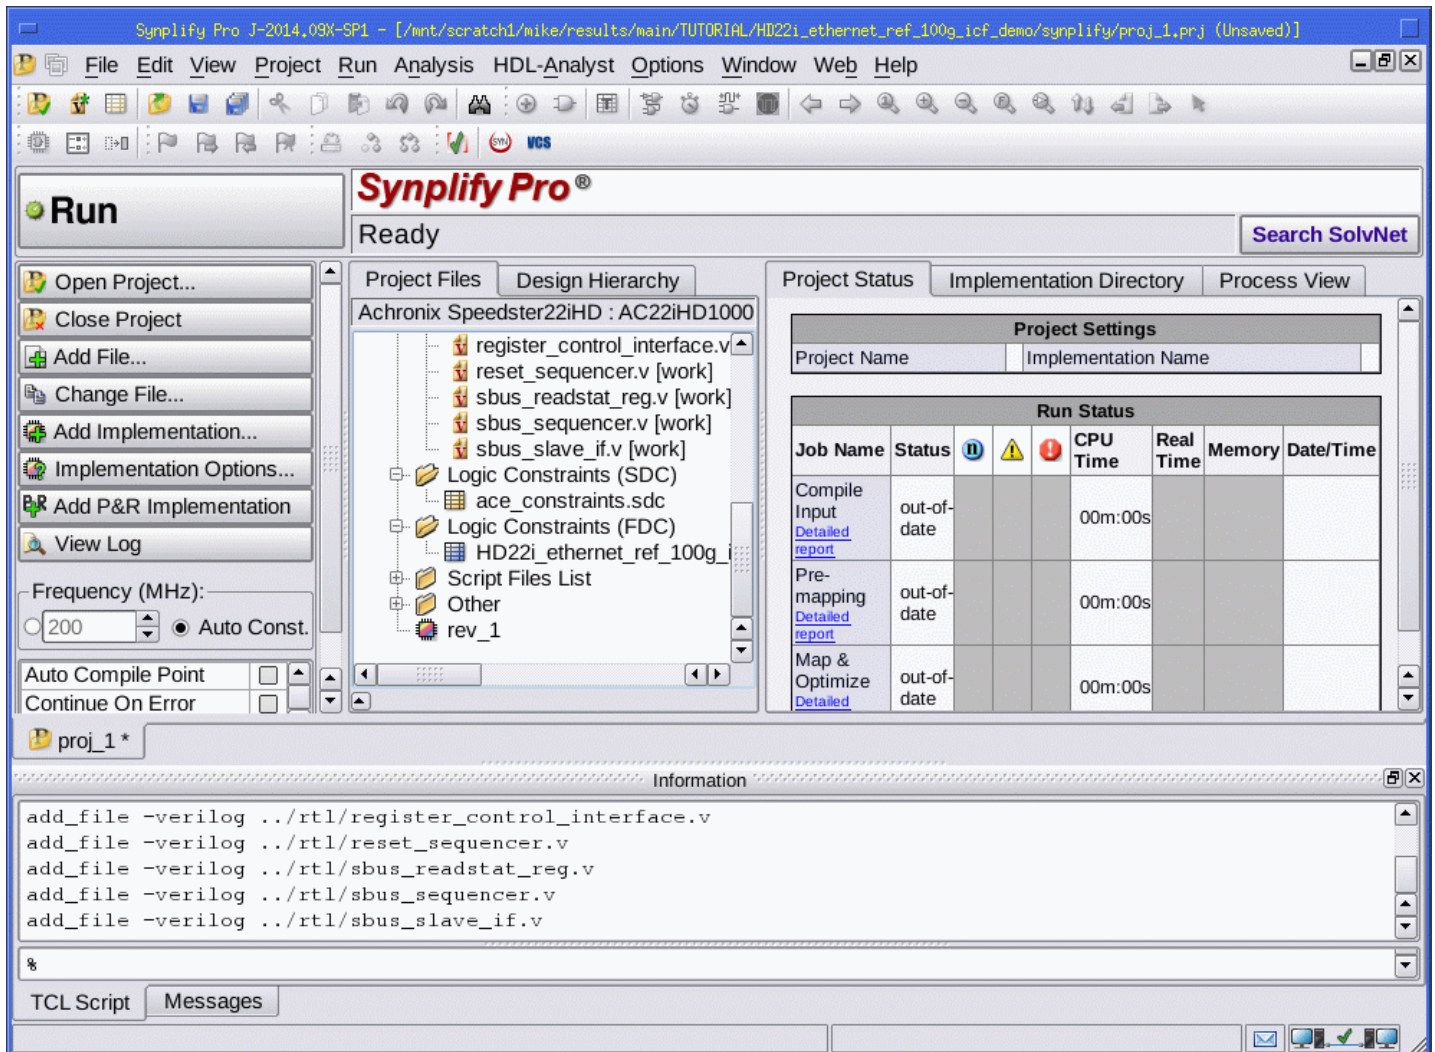 Synplify Pro J-2014.09X-SP1 - [/mnt/scratch1/mike/results/main/TUTORIAL/HD22i_ethernet_ref_100g_icf_demo/synplify/proj_1.prj (Unsaved)]
File Edit View Project Run Analysis HDL-Analyst Options Window Web Help
SYN VCS
Run
Synplify Pro®
Ready
Search SolvNet
Open Project...
Close Project
Add File...
Change File...
Add Implementation...
Implementation Options...
P&R Add P&R Implementation
View Log
Frequency (MHz):
200
Auto Const.
Auto Compile Point
Continue On Error
Project Files Design Hierarchy
Achronix Speedster22iHD : AC22iHD1000
register_control_interface.v
reset_sequencer.v [work]
sbus_readstat_reg.v [work]
sbus_sequencer.v [work]
sbus_slave_if.v [work]
Logic Constraints (SDC)
ace_constraints.sdc
Logic Constraints (FDC)
HD22i_ethernet_ref_100g_i
Script Files List
Other
rev_1
Project Status Implementation Directory Process View
Project Settings
Project Name Implementation Name
Run Status
Job Name Status n ! CPU Time Real Time Memory Date/Time
Compile Input
Detailed report
out-of-date
00m:00s
Pre-mapping
Detailed report
out-of-date
00m:00s
Map & Optimize
Detailed
out-of-date
00m:00s
proj_1 *
Information
add_file -verilog ../rtl/register_control_interface.v
add_file -verilog ../rtl/reset_sequencer.v
add_file -verilog ../rtl/sbus_readstat_reg.v
add_file -verilog ../rtl/sbus_sequencer.v
add_file -verilog ../rtl/sbus_slave_if.v
%
TCL Script Messages